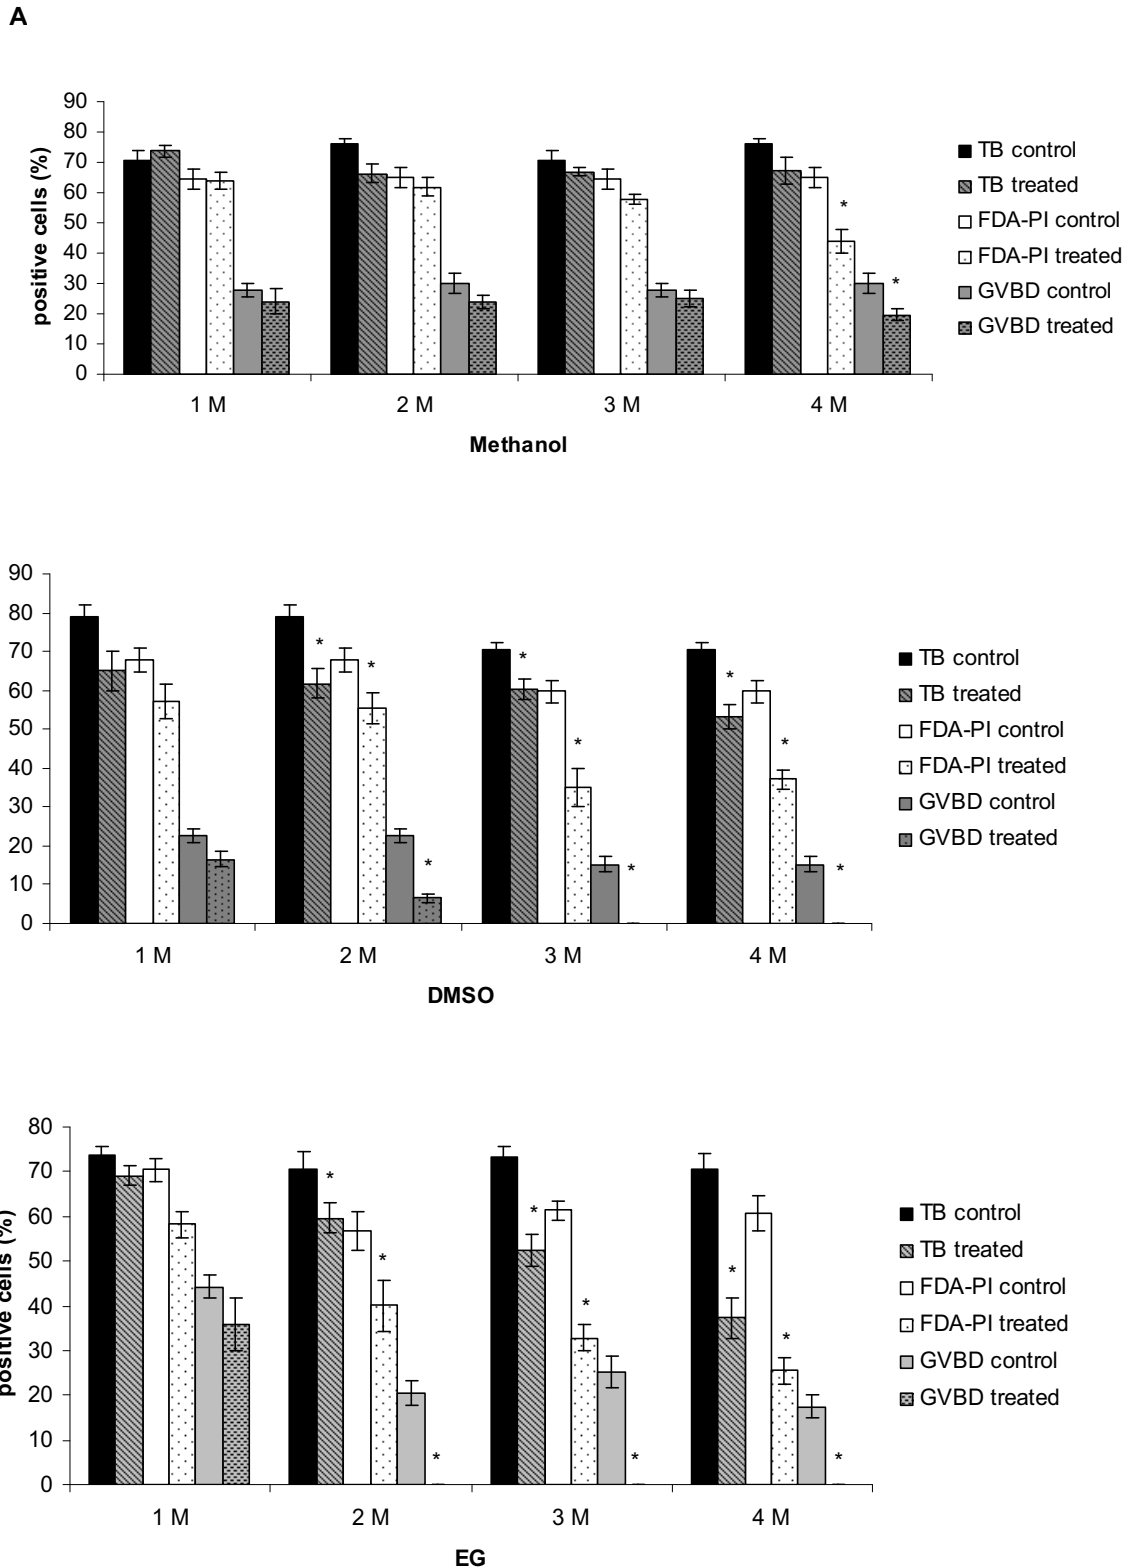 A
90
80
70
60
50
40
30
20
10
0
positive cells (%)
*
*
1 M 2 M 3 M 4 M
Methanol
TB control
TB treated
FDA-PI control
FDA-PI treated
GVBD control
GVBD treated
90
80
70
60
50
40
30
20
10
0
* * *
* * *
* * *
1 M 2 M 3 M 4 M
DMSO
TB control
TB treated
FDA-PI control
FDA-PI treated
GVBD control
GVBD treated
80
70
60
50
40
30
20
10
0
positive cells (%)
* * *
* * *
* * *
1 M 2 M 3 M 4 M
EG
TB control
TB treated
FDA-PI control
FDA-PI treated
GVBD control
GVBD treated